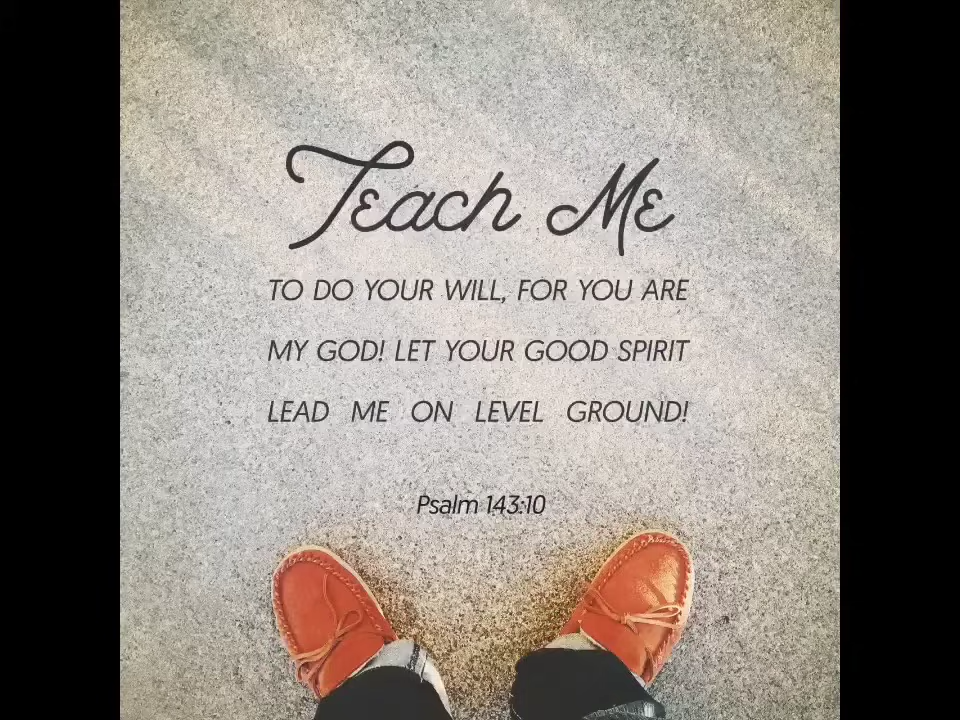 Teach Me
TO DO YOUR WILL, FOR YOU ARE
MY GOD! LET YOUR GOOD SPIRIT
LEAD ME ON LEVEL GROUND!
Psalm 143:10